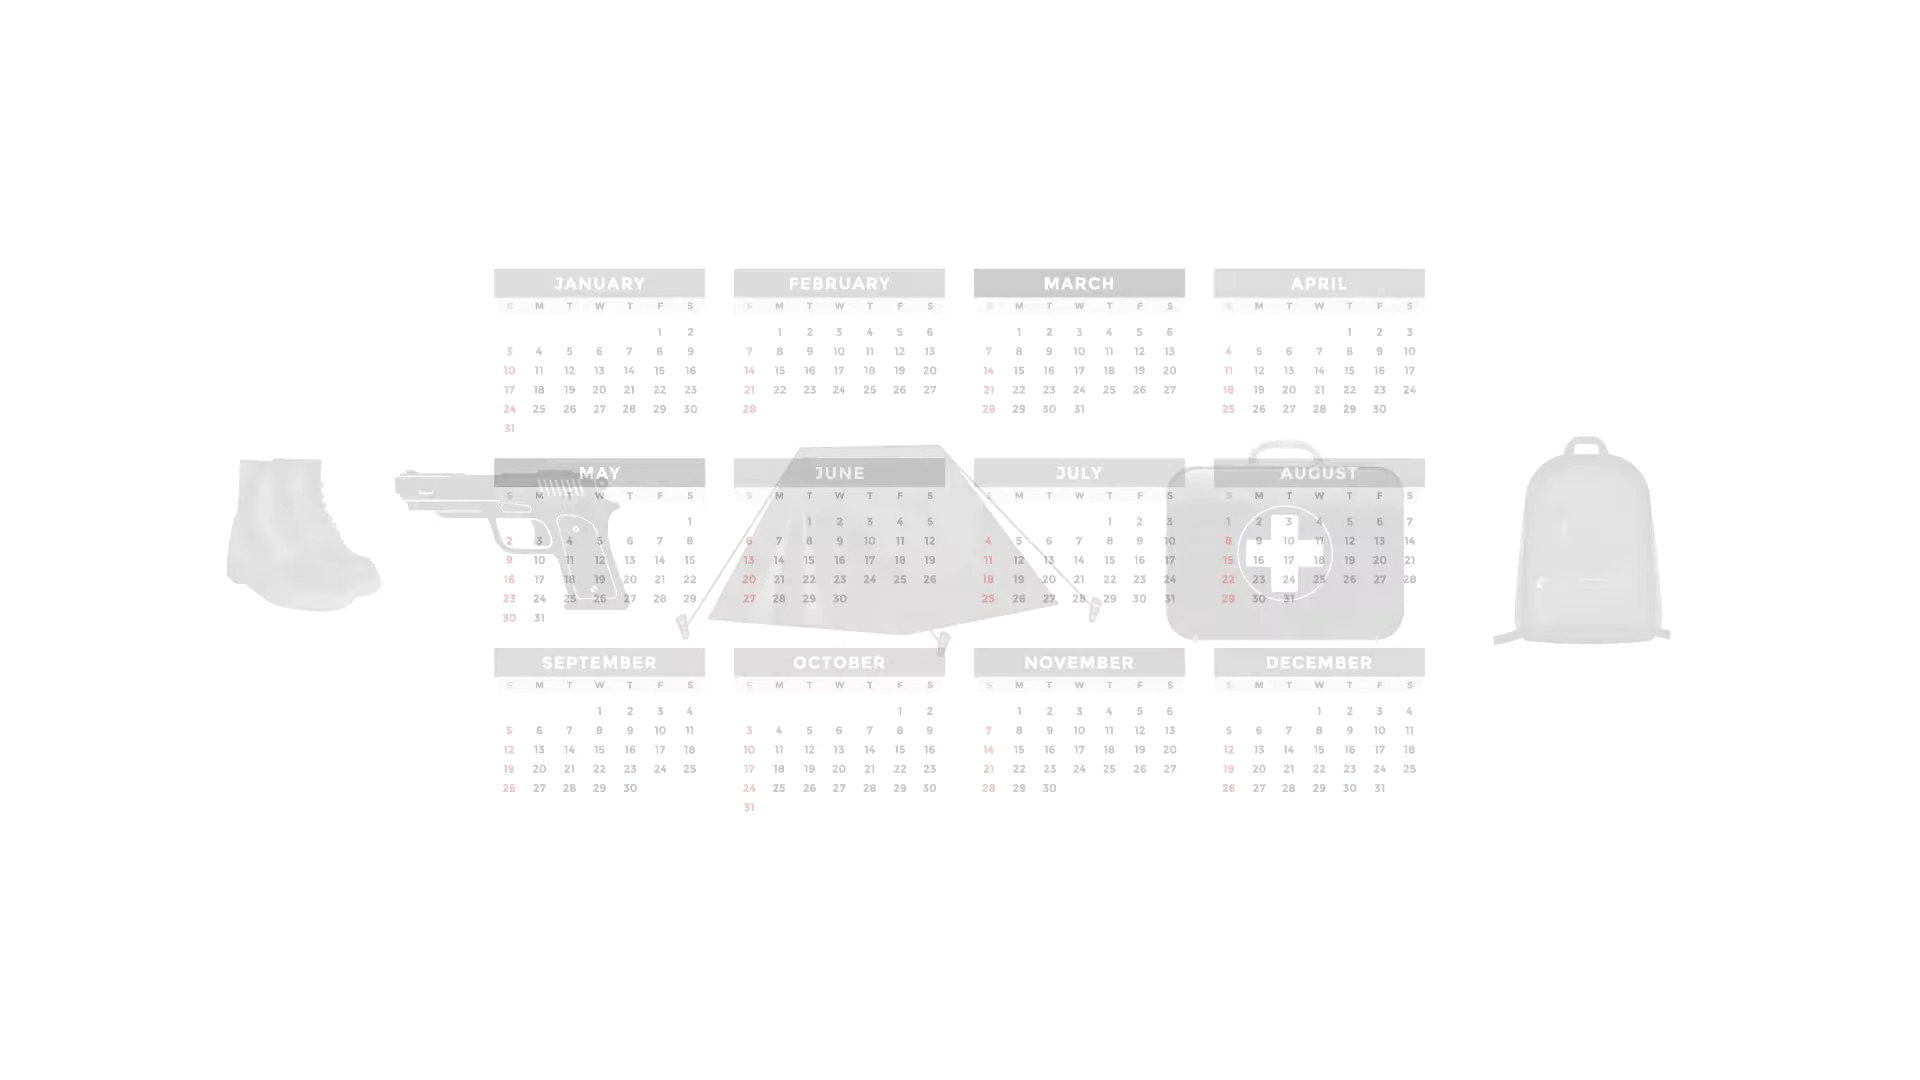 JANUARY FEBRUARY MARCH APRIL
S M T W T F S S M T W T F S S M T W T F S S M T W T F S
1 2 1 2 3 4 5 6 1 2 3 4 5 6 1 2 3
3 4 5 6 7 8 9 7 8 9 10 11 12 13 7 8 9 10 11 12 13 4 5 6 7 8 9 10
10 11 12 13 14 15 16 14 15 16 17 18 19 20 14 15 16 17 18 19 20 11 12 13 14 15 16 17
17 18 19 20 21 22 23 21 22 23 24 25 26 27 21 22 23 24 25 26 27 18 19 20 21 22 23 24
24 25 26 27 28 29 30 28 28 29 30 31 25 26 27 28 29 30
31
MAY JUNE JULY AUGUST
S M T W T F S S M T W T F S S M T W T F S S M T W T F S
1 1 2 3 4 5 1 2 3 1 2 3 4 5 6 7
2 3 4 5 6 7 8 6 7 8 9 10 11 12 4 5 6 7 8 9 10 8 9 10 11 12 13 14
9 10 11 12 13 14 15 13 14 15 16 17 18 19 11 12 13 14 15 16 17 15 16 17 18 19 20 21
16 17 18 19 20 21 22 20 21 22 23 24 25 26 18 19 20 21 22 23 24 22 23 24 25 26 27 28
23 24 25 26 27 28 29 27 28 29 30 25 26 27 28 29 30 31 29 30 31
30 31
SEPTEMBER OCTOBER NOVEMBER DECEMBER
S M T W T F S S M T W T F S S M T W T F S S M T W T F S
1 2 3 4 1 2 1 2 3 4 5 6 1 2 3 4
5 6 7 8 9 10 11 3 4 5 6 7 8 9 7 8 9 10 11 12 13 5 6 7 8 9 10 11
12 13 14 15 16 17 18 10 11 12 13 14 15 16 14 15 16 17 18 19 20 12 13 14 15 16 17 18
19 20 21 22 23 24 25 17 18 19 20 21 22 23 21 22 23 24 25 26 27 19 20 21 22 23 24 25
26 27 28 29 30 24 25 26 27 28 29 30 28 29 30 26 27 28 29 30 31
31